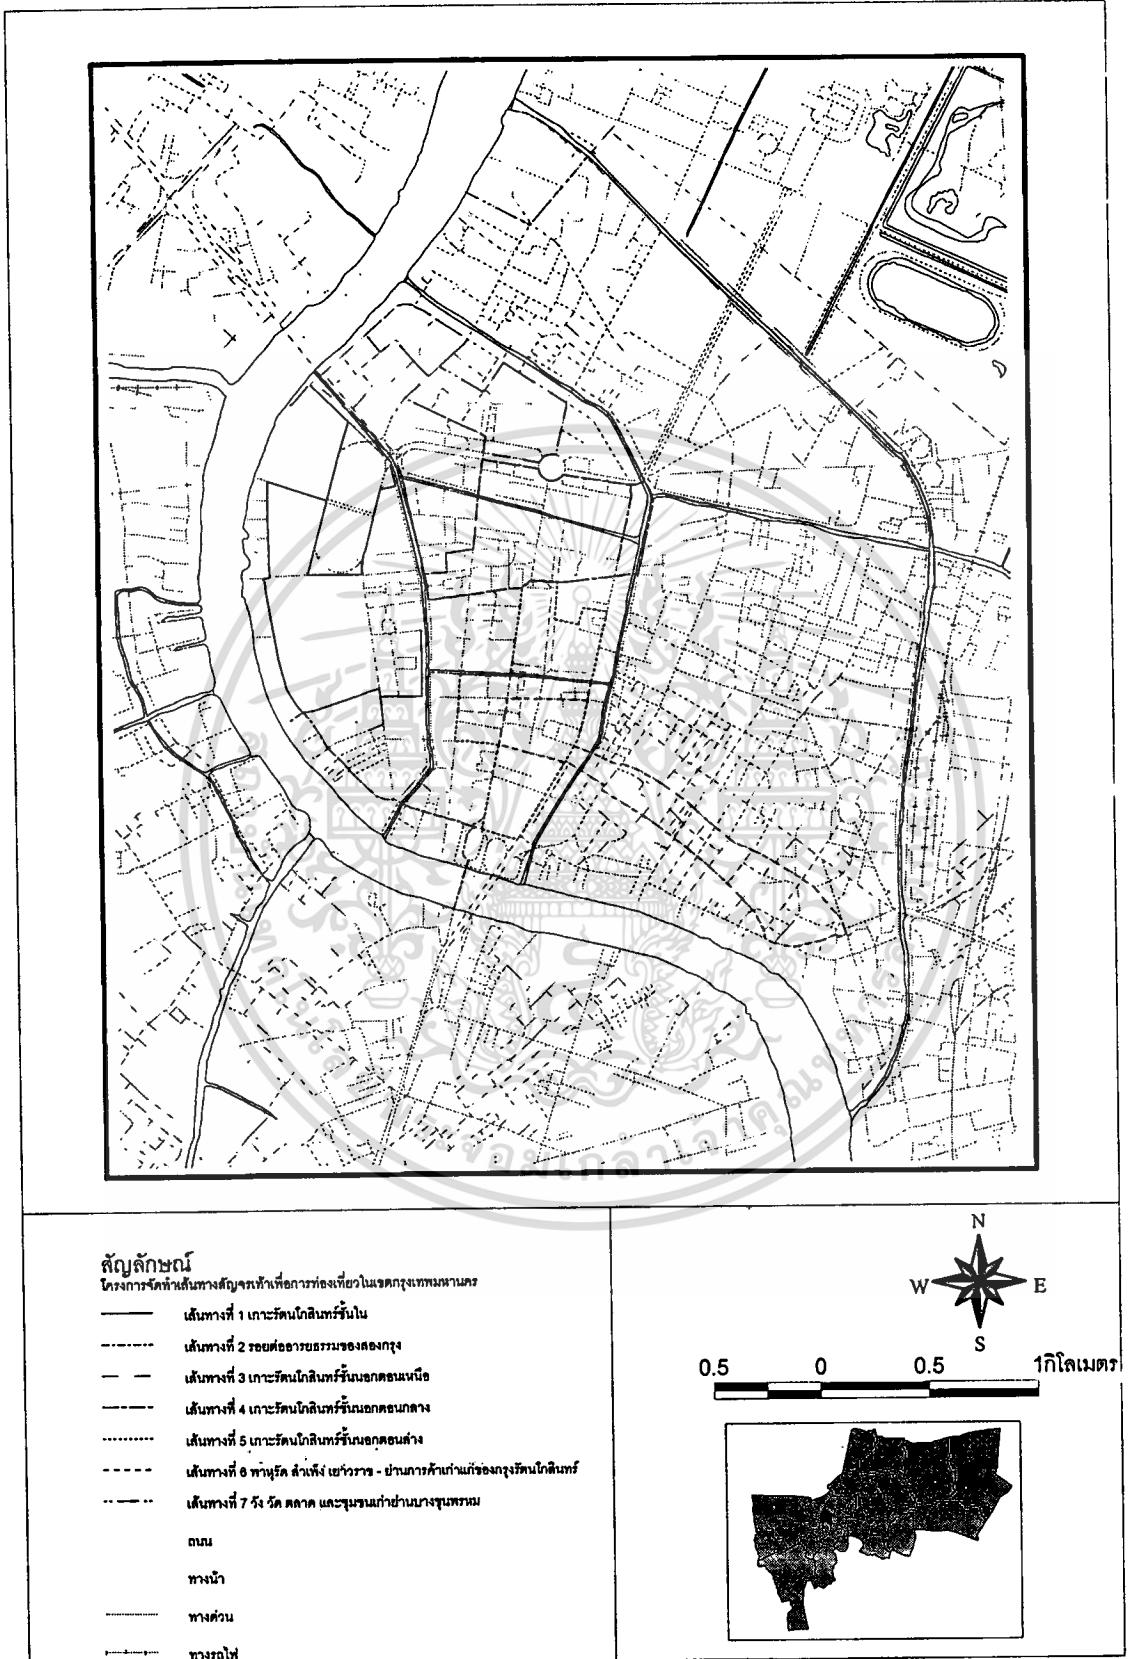 สัญลักษณ์
โครงการจัดทำเส้นทางสัญจรเท้าเพื่อการท่องเที่ยวในเขตกรุงเทพมหานคร
เส้นทางที่ 1 เกาะรัตนโกสินทร์ชั้นใน
เส้นทางที่ 2 รอยต่ออารยธรรมของสองกรุง
เส้นทางที่ 3 เกาะรัตนโกสินทร์ชั้นนอกตอนเหนือ
เส้นทางที่ 4 เกาะรัตนโกสินทร์ชั้นนอกตอนกลาง
เส้นทางที่ 5 เกาะรัตนโกสินทร์ชั้นนอกตอนล่าง
เส้นทางที่ 6 พาหุรัด สำเพ็ง เยาวราช - ย่านการค้าเก่าแก่ของกรุงรัตนโกสินทร์
เส้นทางที่ 7 วัง วัด ตลาด และชุมชนเก่าย่านบางขุนพรหม
ถนน
ทางน้ำ
ทางด่วน
ทางรถไฟ
N
W E
S
0.5 0 0.5 1กิโลเมตร